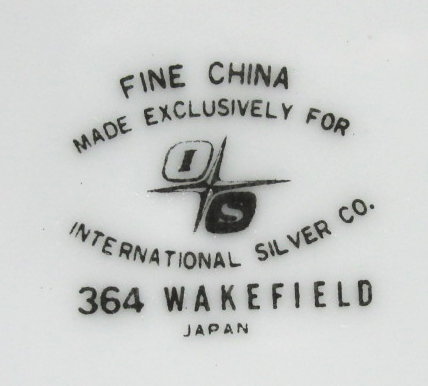 FINE CHINA
MADE EXCLUSIVELY FOR
I
S
INTERNATIONAL SILVER CO.
364 WAKEFIELD
JAPAN